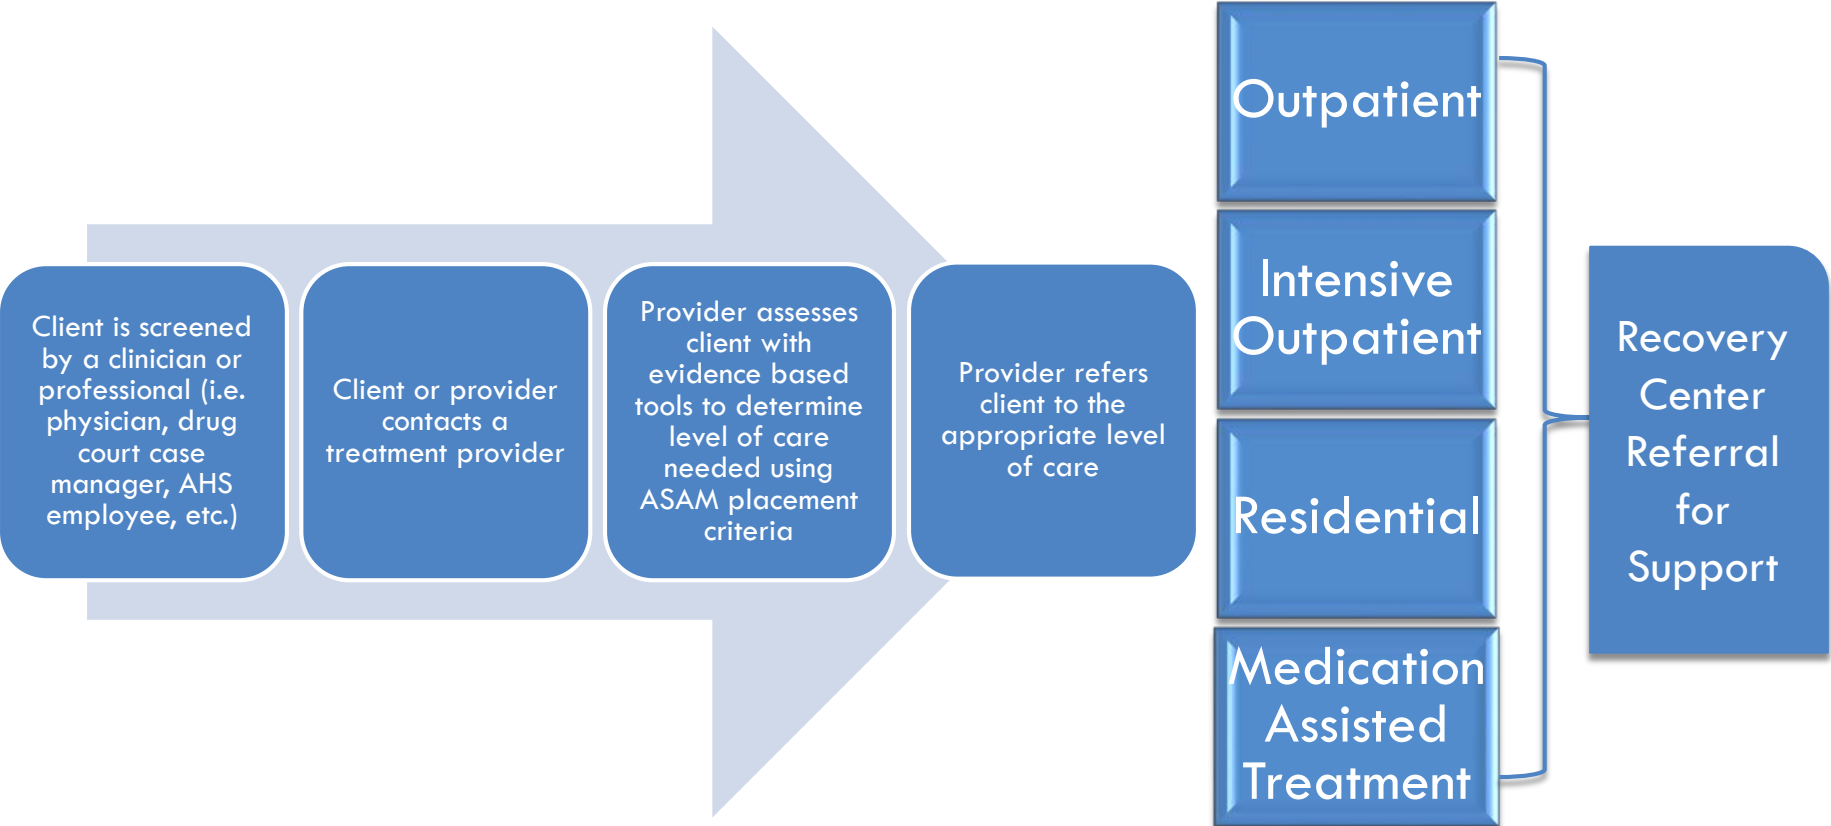 Client is screened
by a clinician or
professional (i.e.
physician, drug
court case
manager, AHS
employee, etc.)
Client or provider
contacts a
treatment provider
Provider assesses
client with
evidence based
tools to determine
level of care
needed using
ASAM placement
criteria
Provider refers
client to the
appropriate level
of care
Outpatient
Intensive
Outpatient
Residential
Medication
Assisted
Treatment
Recovery
Center
Referral
for
Support